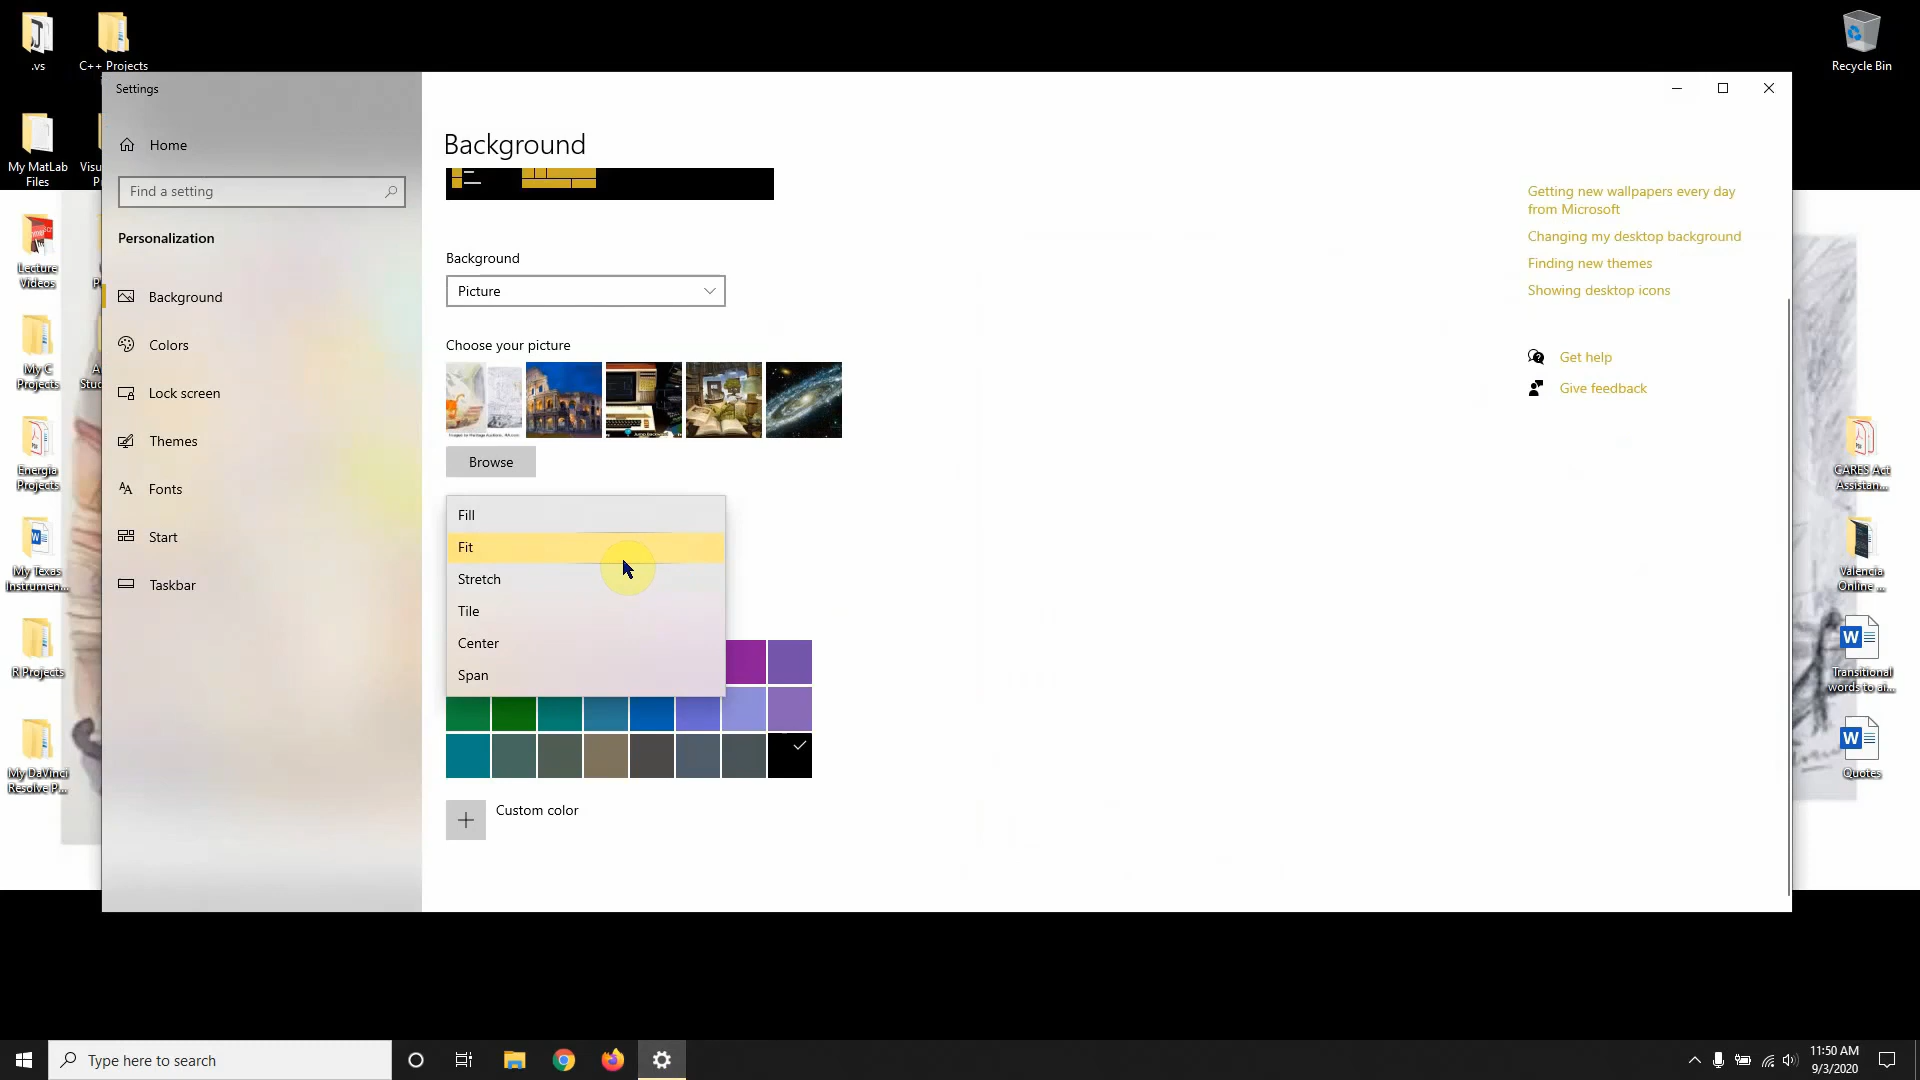 .vs
C++ Projects
Recycle Bin
My MatLab
Files
Visu
P
Lecture
Videos
My C
Projects
Stud
Energia
Projects
My Texas
Instrumen...
R Projects
My DaVinci
Resolve P...
Settings
Home
Find a setting
Personalization
Background
Colors
Lock screen
Themes
Fonts
Start
Taskbar
Background
Background
Picture
Choose your picture
Browse
Fill
Fit
Stretch
Tile
Center
Span
Custom color
Getting new wallpapers every day
from Microsoft
Changing my desktop background
Finding new themes
Showing desktop icons
Get help
Give feedback
CARES Act
Assistan...
Valencia
Online ...
Transitional
words to ai...
Quotes
Type here to search
11:50 AM
9/3/2020